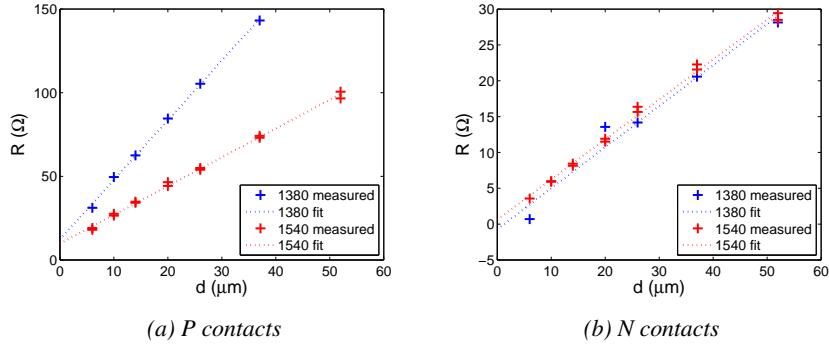 150
100
50
0
R (Ω)
0 10 20 30 40 50 60
d (μm)
1380 measured
1380 fit
1540 measured
1540 fit
(a) P contacts
30
25
20
15
10
5
0
−5
R (Ω)
0 10 20 30 40 50 60
d (μm)
1380 measured
1380 fit
1540 measured
1540 fit
(b) N contacts